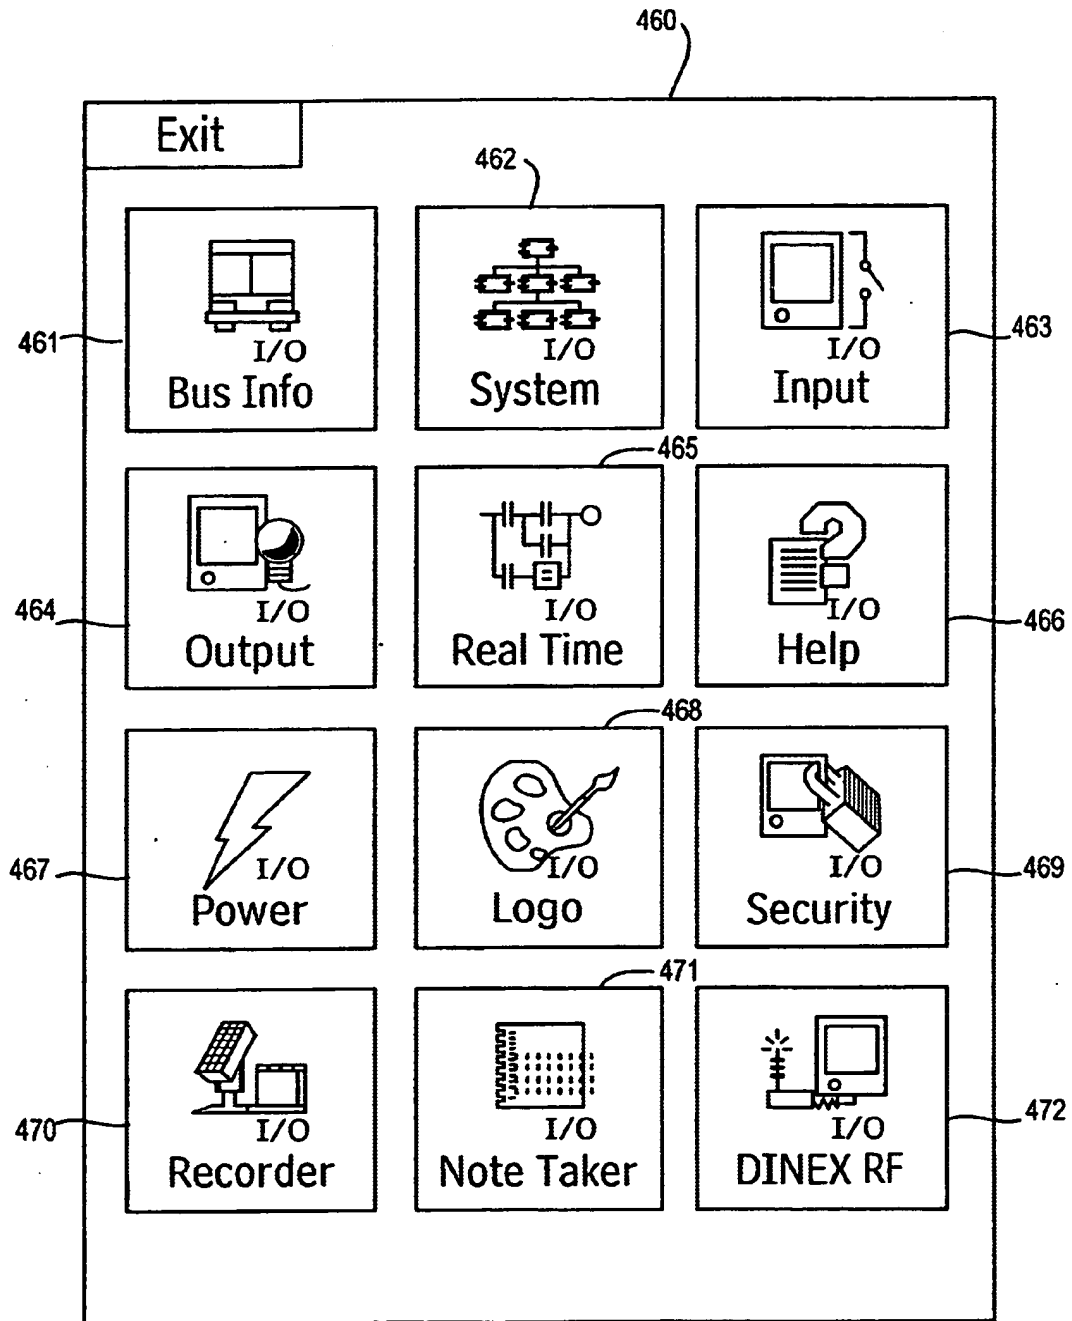 460
Exit
462
461
I/O
Bus Info
I/O
System
I/O
Input
463
465
464
I/O
Output
I/O
Real Time
I/O
Help
466
468
467
I/O
Power
I/O
Logo
I/O
Security
469
471
470
I/O
Recorder
I/O
Note Taker
I/O
DINEX RF
472